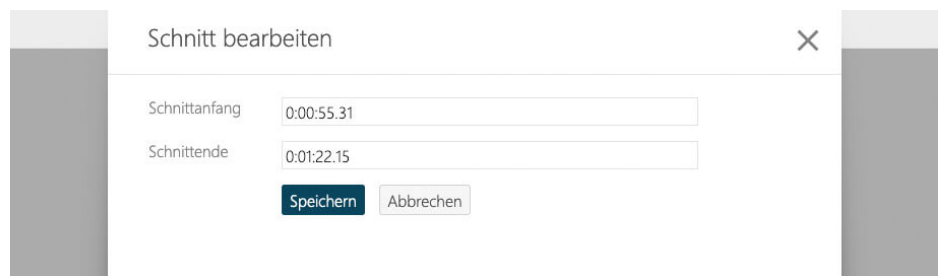 Schnitt bearbeiten
Schnittanfang 0:00:55.31
Schnittende 0:01:22.15
Speichern Abbrechen